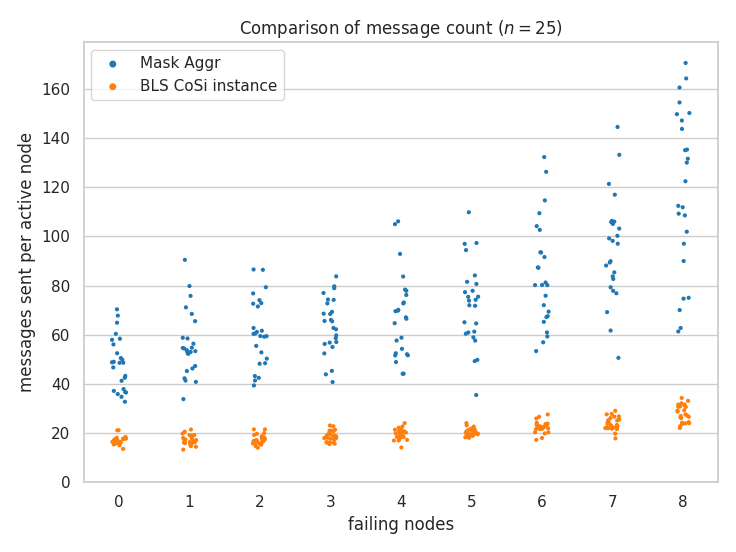 Comparison of message count (n = 25)
Mask Aggr
BLS CoSi instance
messages sent per active node
160
140
120
100
80
60
40
20
0
0 1 2 3 4 5 6 7 8
failing nodes